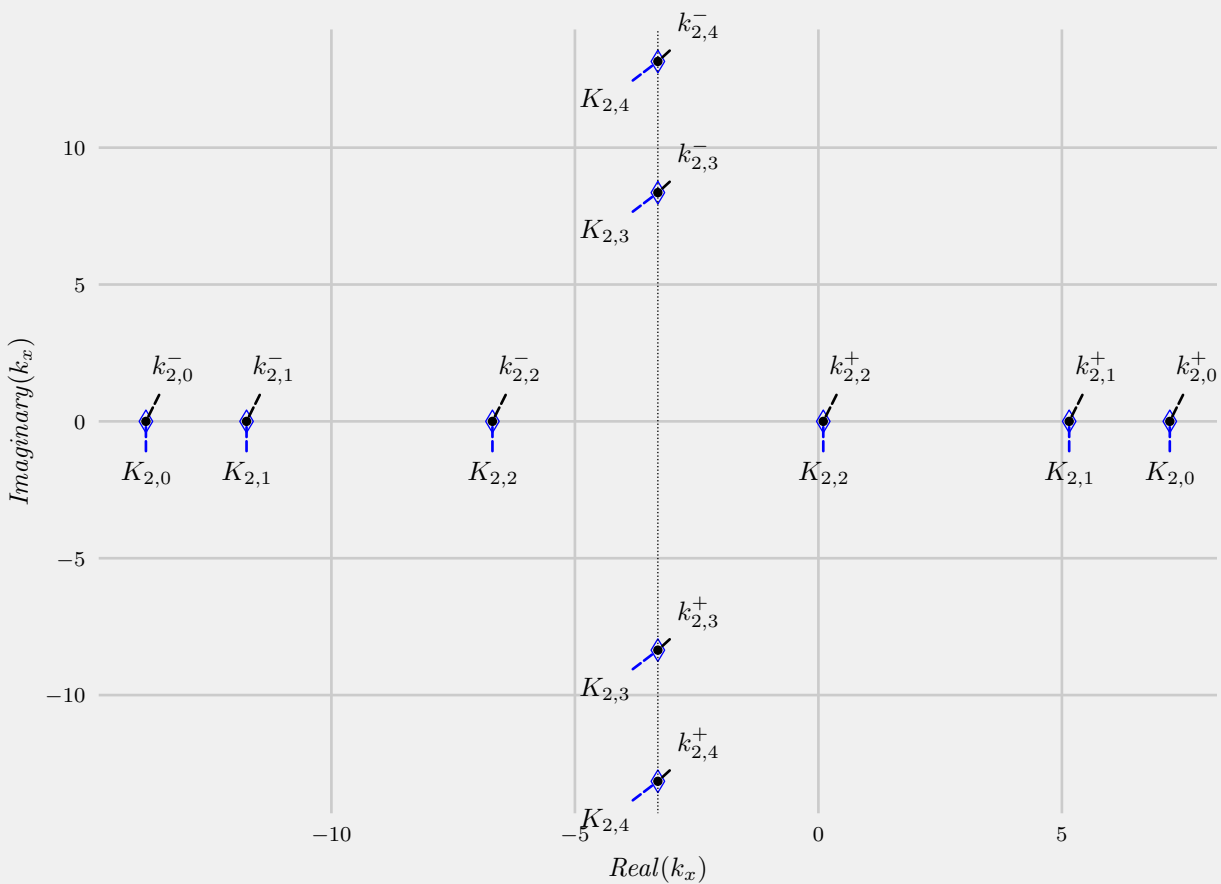 k⁻₂,₄
K₂,₄
10
k⁻₂,₃
K₂,₃
5
k⁻₂,₀ k⁻₂,₁ k⁻₂,₂ k⁺₂,₂ k⁺₂,₁ k⁺₂,₀
0
K₂,₀ K₂,₁ K₂,₂ K₂,₂ K₂,₁ K₂,₀
Imaginary(kₓ)
−5
k⁺₂,₃
K₂,₃
−10
k⁺₂,₄
K₂,₄
−10 −5 0 5
Real(kₓ)